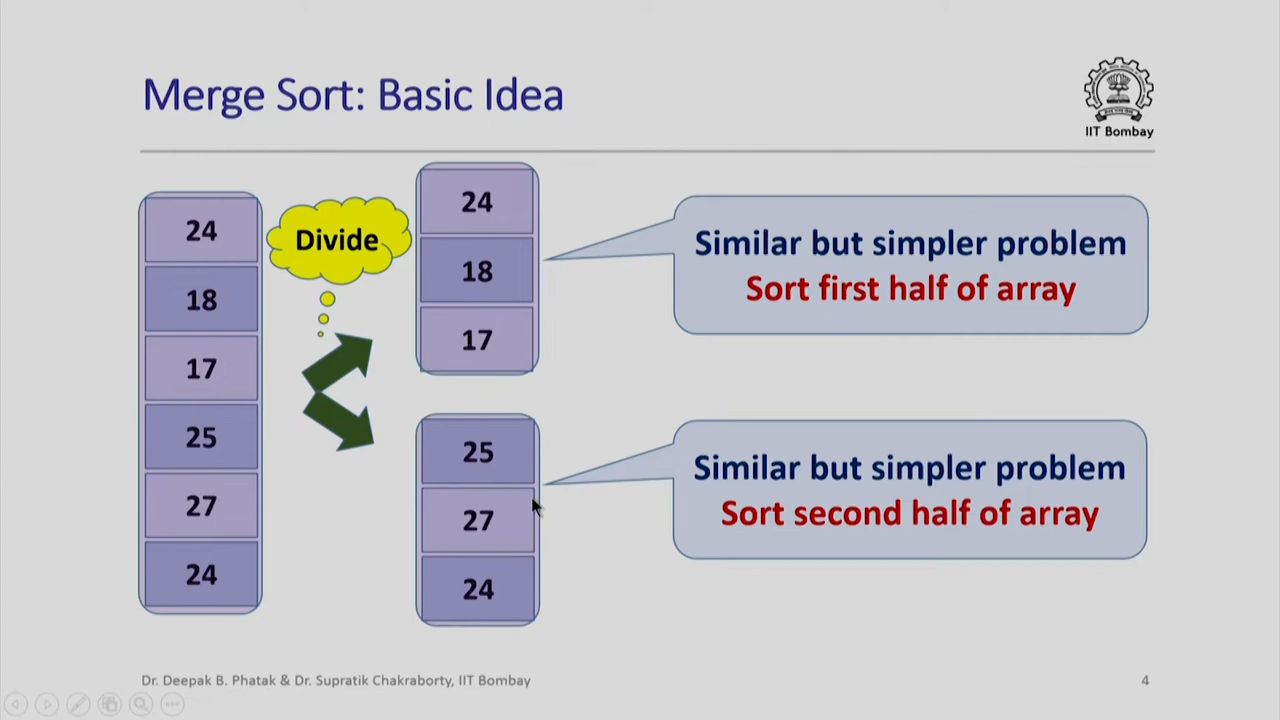 Merge Sort: Basic Idea
IIT Bombay
24
18
17
25
27
24
Divide
24
18
17
25
27
24
Similar but simpler problem
Sort first half of array
Similar but simpler problem
Sort second half of array
Dr. Deepak B. Phatak & Dr. Supratik Chakraborty, IIT Bombay
4